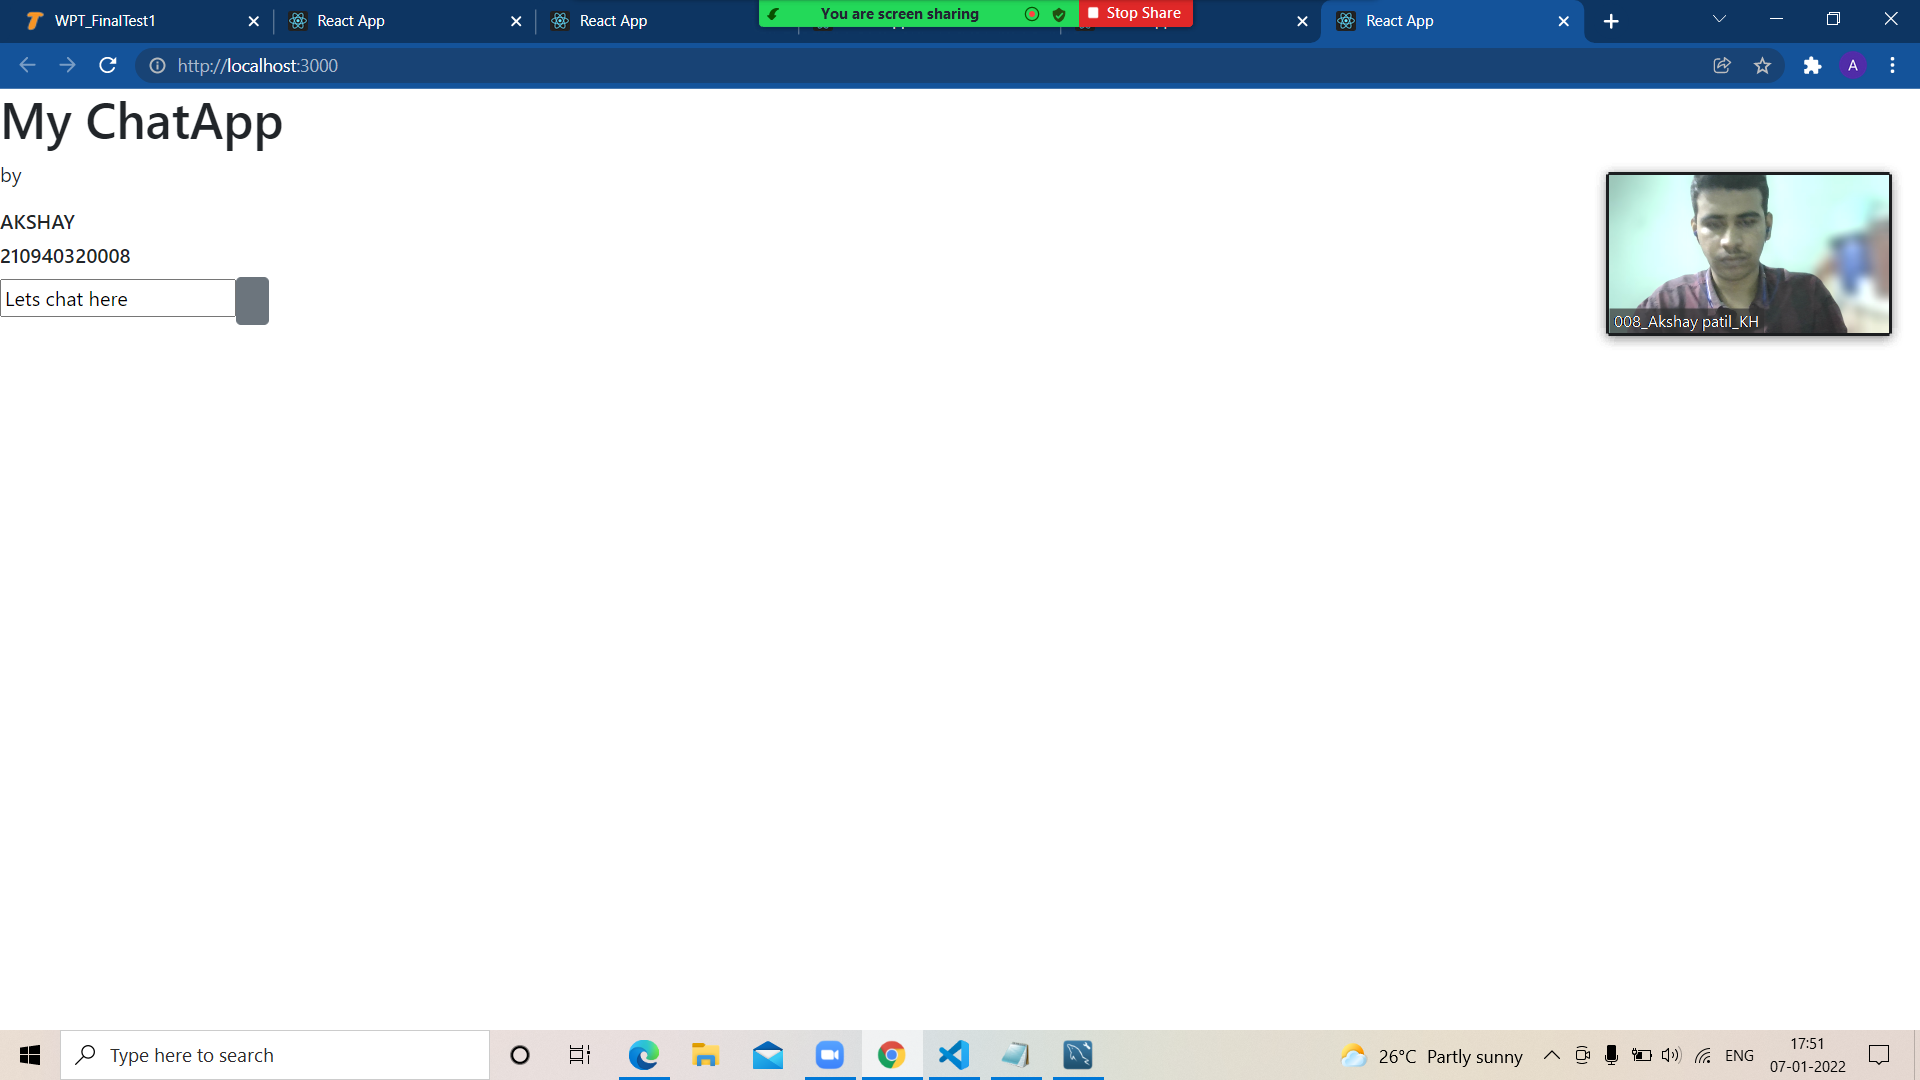 WPT_FinalTest1
React App
React App
You are screen sharing
Stop Share
React App
http://localhost:3000
A
My ChatApp
by
AKSHAY
210940320008
Lets chat here
008_Akshay patil_KH
Type here to search
26°C Partly sunny
ENG
17:51
07-01-2022